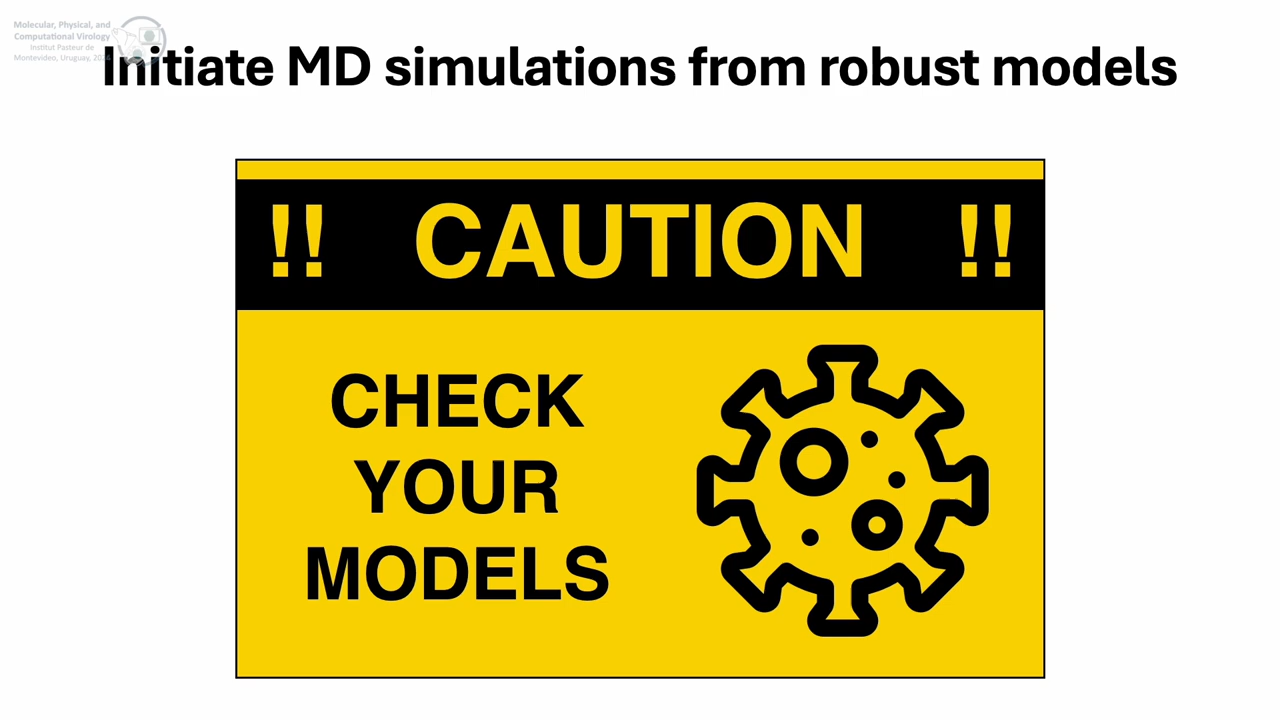 Molecular, Physical, and
Computational Virology
Institut Pasteur de
Montevideo, Uruguay,
Initiate MD simulations from robust models
!! CAUTION !!
CHECK
YOUR
MODELS